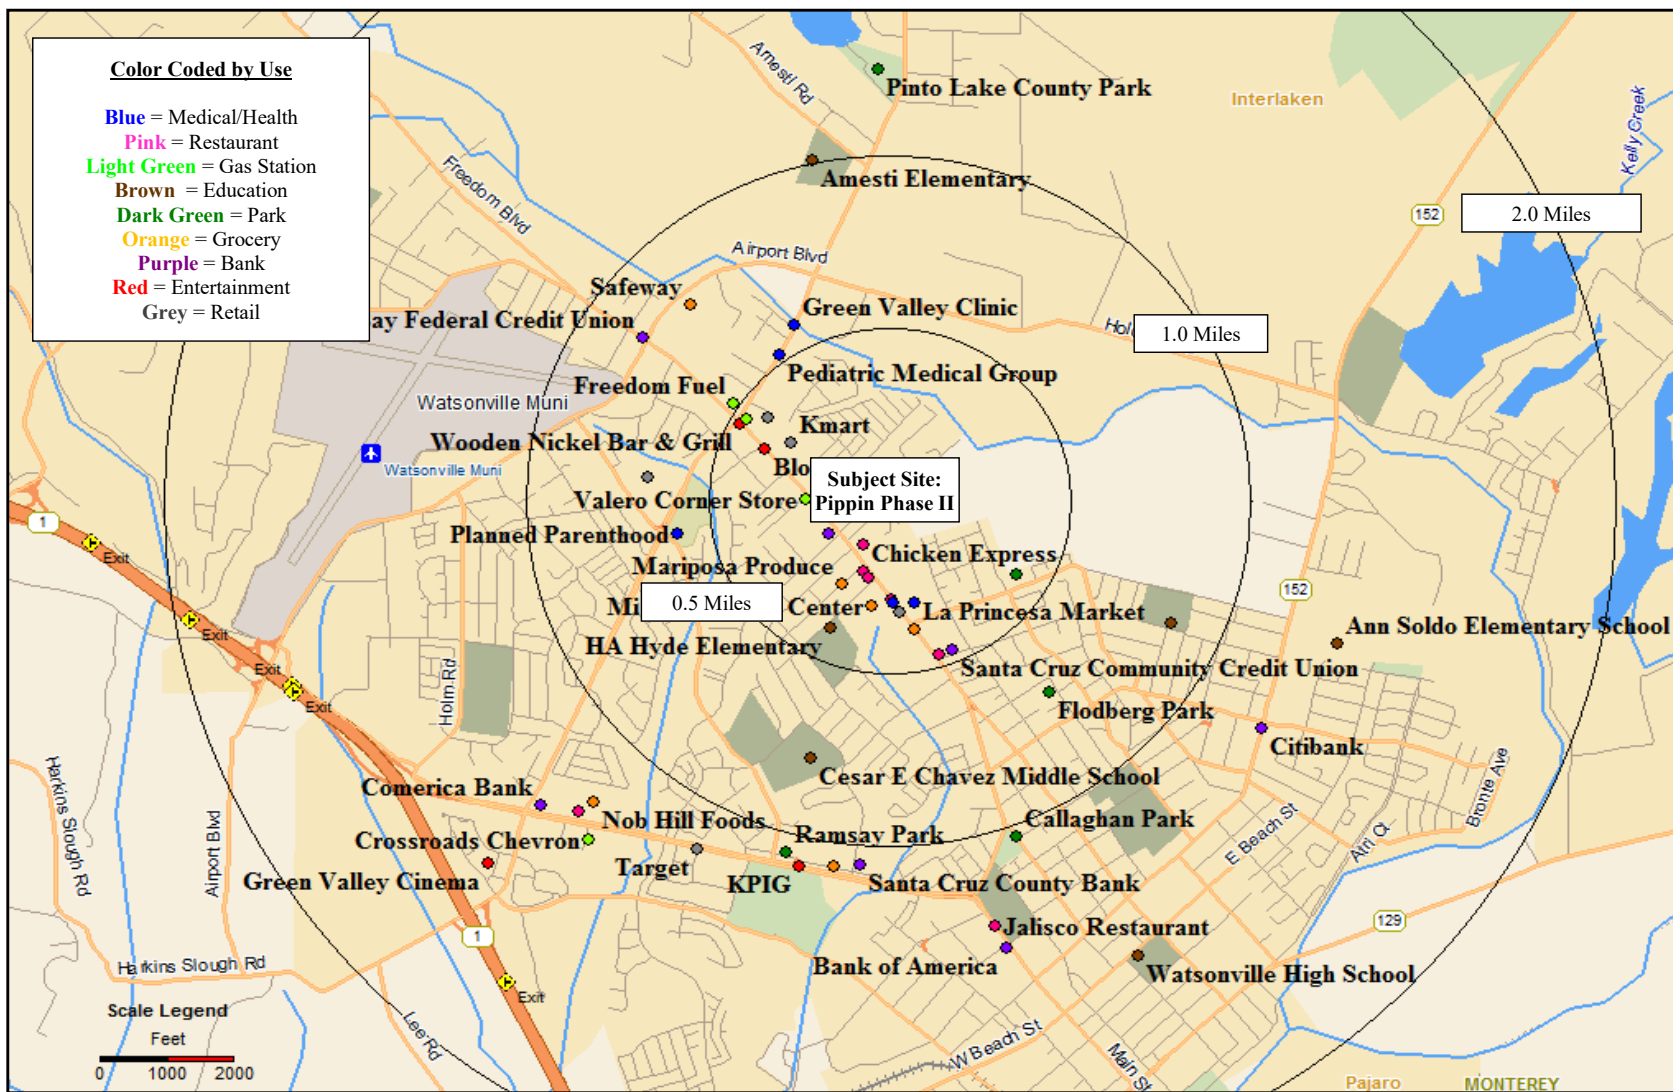 Color Coded by Use
Blue = Medical/Health
Pink = Restaurant
Light Green = Gas Station
Brown = Education
Dark Green = Park
Orange = Grocery
Purple = Bank
Red = Entertainment
Grey = Retail
Amesti Rd
Pinto Lake County Park
Interlaken
Kelly Creek
Freedom Blvd
Amesti Elementary
152
2.0 Miles
Airport Blvd
Safeway
Green Valley Clinic
ay Federal Credit Union
Hol
1.0 Miles
Pediatric Medical Group
Freedom Fuel
Watsonville Muni
Kmart
Wooden Nickel Bar & Grill
Watsonville Muni
Blo
Subject Site:
Pippin Phase II
Valero Corner Store
1
Exit
Planned Parenthood
Chicken Express
Mariposa Produce
152
0.5 Miles
Mi
Center
La Princesa Market
Exit
HA Hyde Elementary
Ann Soldo Elementary School
Exit
Santa Cruz Community Credit Union
Exit
Holm Rd
Flodberg Park
Citibank
Harkins Slough Rd
Airport Blvd
Comerica Bank
Cesar E Chavez Middle School
Bronte Ave
Nob Hill Foods
Callaghan Park
E Beach St
Atri Ct
Crossroads Chevron
Ramsay Park
Target
Green Valley Cinema
KPIG
Santa Cruz County Bank
129
1
Jalisco Restaurant
Harkins Slough Rd
Bank of America
Watsonville High School
Exit
Scale Legend
Feet
0 1000 2000
Lee Rd
W Beach St
Main St
Pajaro
MONTEREY